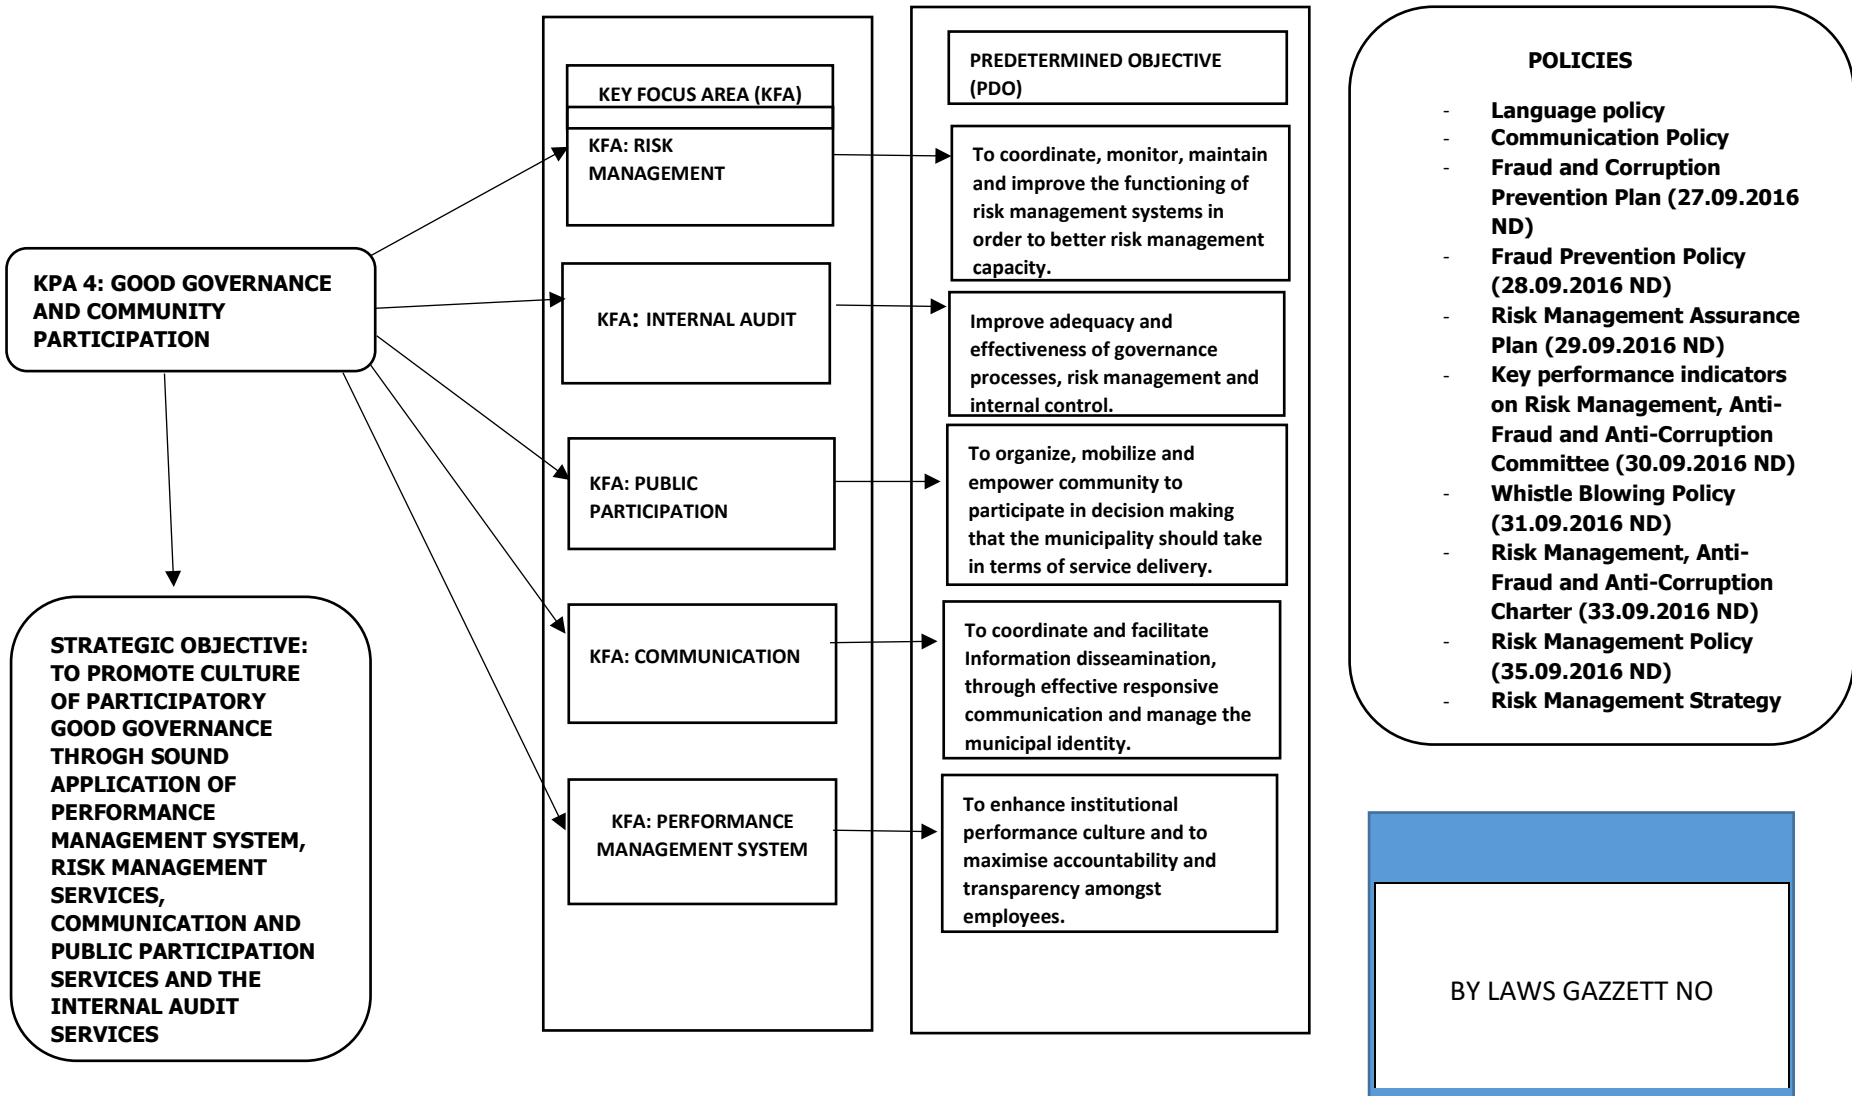 KPA 4: GOOD GOVERNANCE
AND COMMUNITY
PARTICIPATION
STRATEGIC OBJECTIVE:
TO PROMOTE CULTURE
OF PARTICIPATORY
GOOD GOVERNANCE
THROGH SOUND
APPLICATION OF
PERFORMANCE
MANAGEMENT SYSTEM,
RISK MANAGEMENT
SERVICES,
COMMUNICATION AND
PUBLIC PARTICIPATION
SERVICES AND THE
INTERNAL AUDIT
SERVICES
KEY FOCUS AREA (KFA)
KFA: RISK
MANAGEMENT
KFA: INTERNAL AUDIT
KFA: PUBLIC
PARTICIPATION
KFA: COMMUNICATION
KFA: PERFORMANCE
MANAGEMENT SYSTEM
PREDETERMINED OBJECTIVE
(PDO)
To coordinate, monitor, maintain
and improve the functioning of
risk management systems in
order to better risk management
capacity.
Improve adequacy and
effectiveness of governance
processes, risk management and
internal control.
To organize, mobilize and
empower community to
participate in decision making
that the municipality should take
in terms of service delivery.
To coordinate and facilitate
Information disseamination,
through effective responsive
communication and manage the
municipal identity.
To enhance institutional
performance culture and to
maximise accountability and
transparency amongst
employees.
POLICIES
- Language policy
- Communication Policy
- Fraud and Corruption
Prevention Plan (27.09.2016
ND)
- Fraud Prevention Policy
(28.09.2016 ND)
- Risk Management Assurance
Plan (29.09.2016 ND)
- Key performance indicators
on Risk Management, Anti-
Fraud and Anti-Corruption
Committee (30.09.2016 ND)
- Whistle Blowing Policy
(31.09.2016 ND)
- Risk Management, Anti-
Fraud and Anti-Corruption
Charter (33.09.2016 ND)
- Risk Management Policy
(35.09.2016 ND)
- Risk Management Strategy
BY LAWS GAZZETT NO